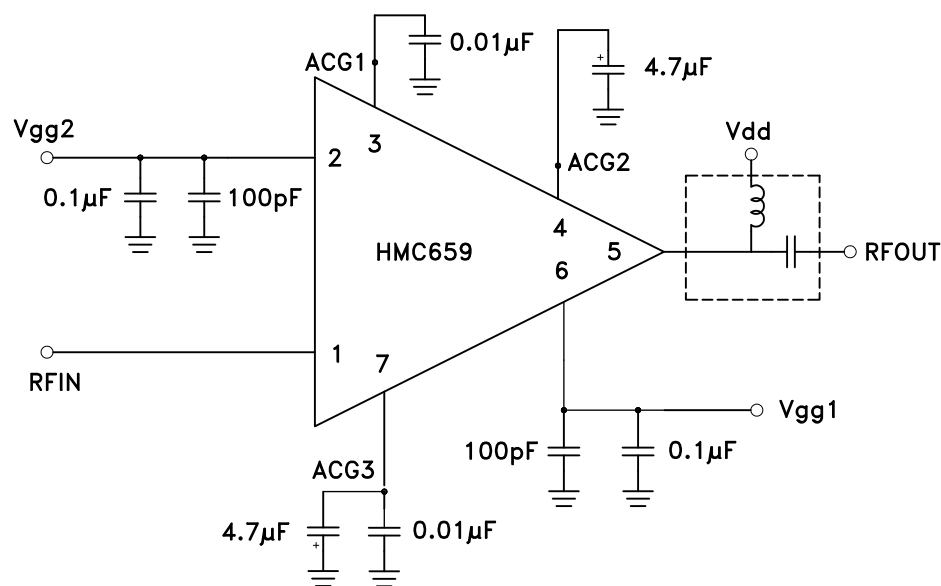 0.01μF
ACG1
4.7μF
Vgg2
Vdd
3
2
ACG2
0.1μF
100pF
4
HMC659
5
RFOUT
6
1
7
RFIN
Vgg1
100pF
0.1μF
ACG3
4.7μF
0.01μF